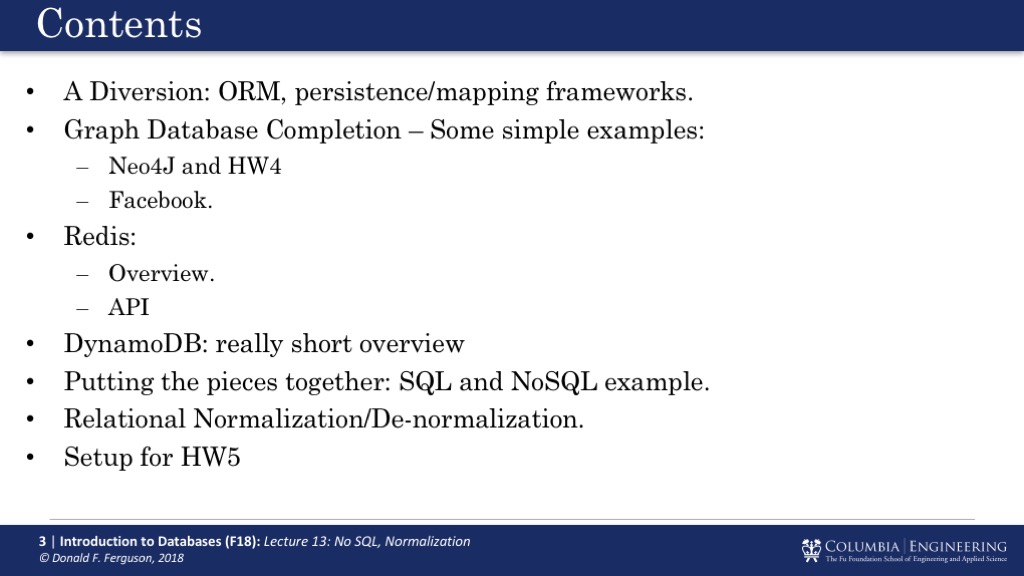 Contents
• A Diversion: ORM, persistence/mapping frameworks.
• Graph Database Completion – Some simple examples:
– Neo4J and HW4
– Facebook.
• Redis:
– Overview.
– API
• DynamoDB: really short overview
• Putting the pieces together: SQL and NoSQL example.
• Relational Normalization/De-normalization.
• Setup for HW5
3 | Introduction to Databases (F18): Lecture 13: No SQL, Normalization
© Donald F. Ferguson, 2018
COLUMBIA | ENGINEERING
The Fu Foundation School of Engineering and Applied Science